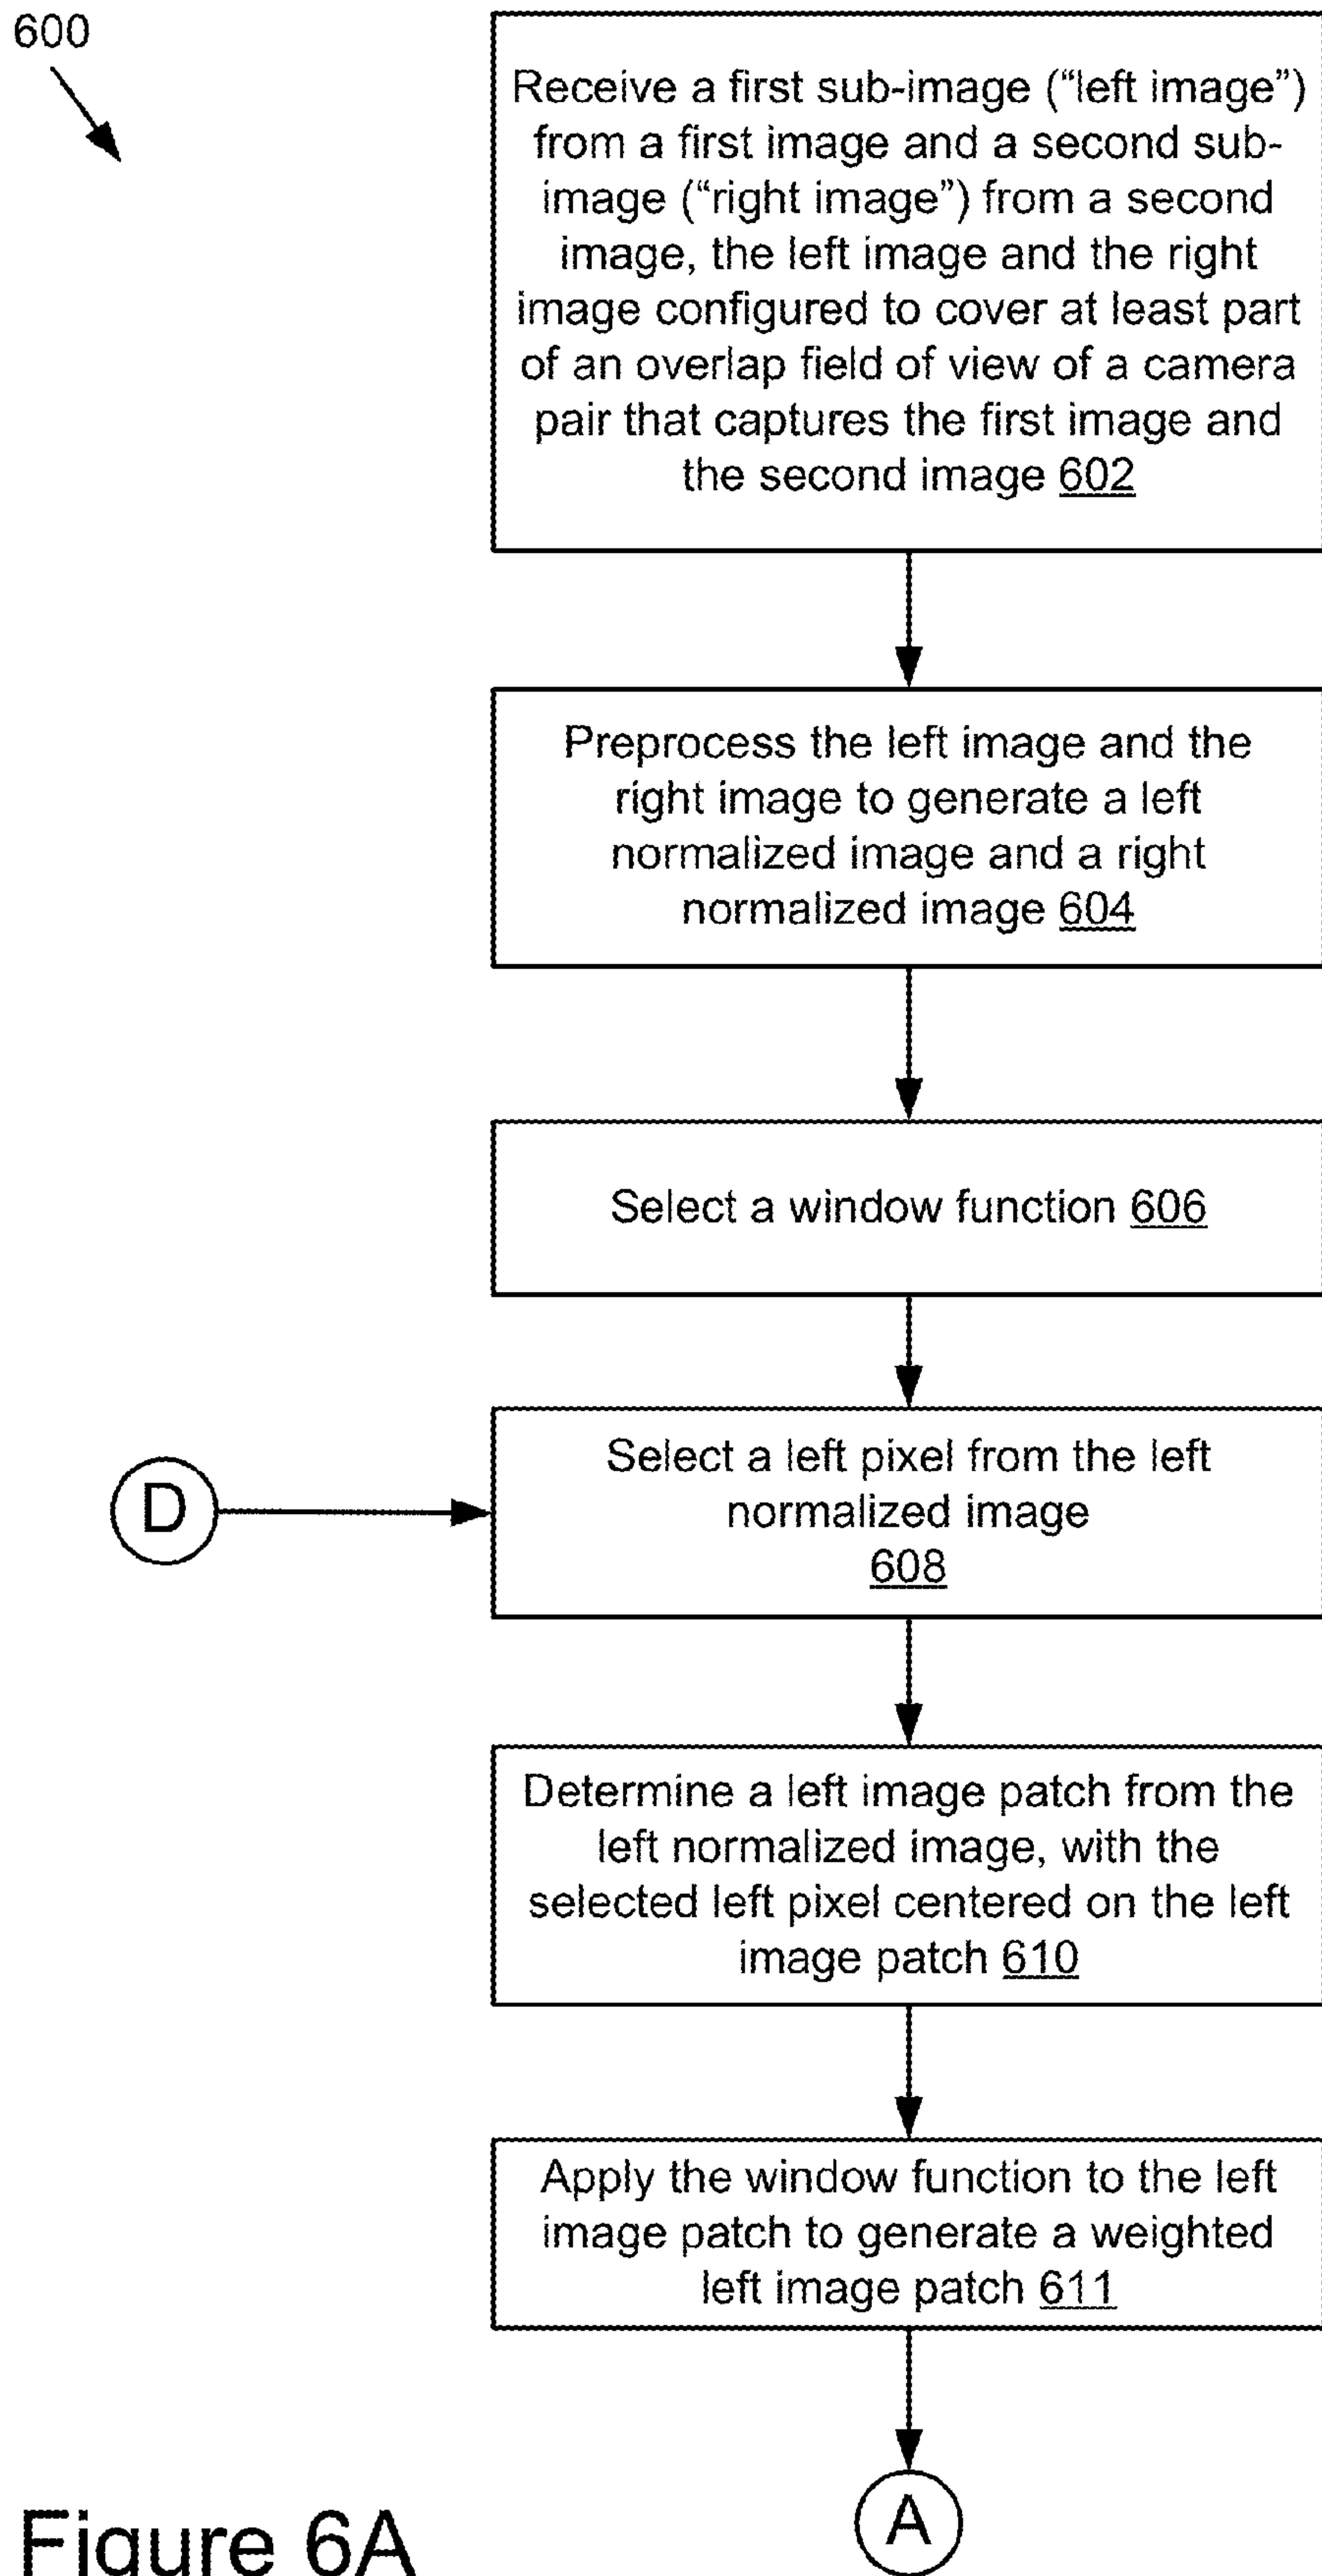 600
Receive a first sub-image (“left image”)
from a first image and a second sub-
image (“right image”) from a second
image, the left image and the right
image configured to cover at least part
of an overlap field of view of a camera
pair that captures the first image and
the second image 602
Preprocess the left image and the
right image to generate a left
normalized image and a right
normalized image 604
Select a window function 606
D
Select a left pixel from the left
normalized image
608
Determine a left image patch from the
left normalized image, with the
selected left pixel centered on the left
image patch 610
Apply the window function to the left
image patch to generate a weighted
left image patch 611
A
Figure 6A